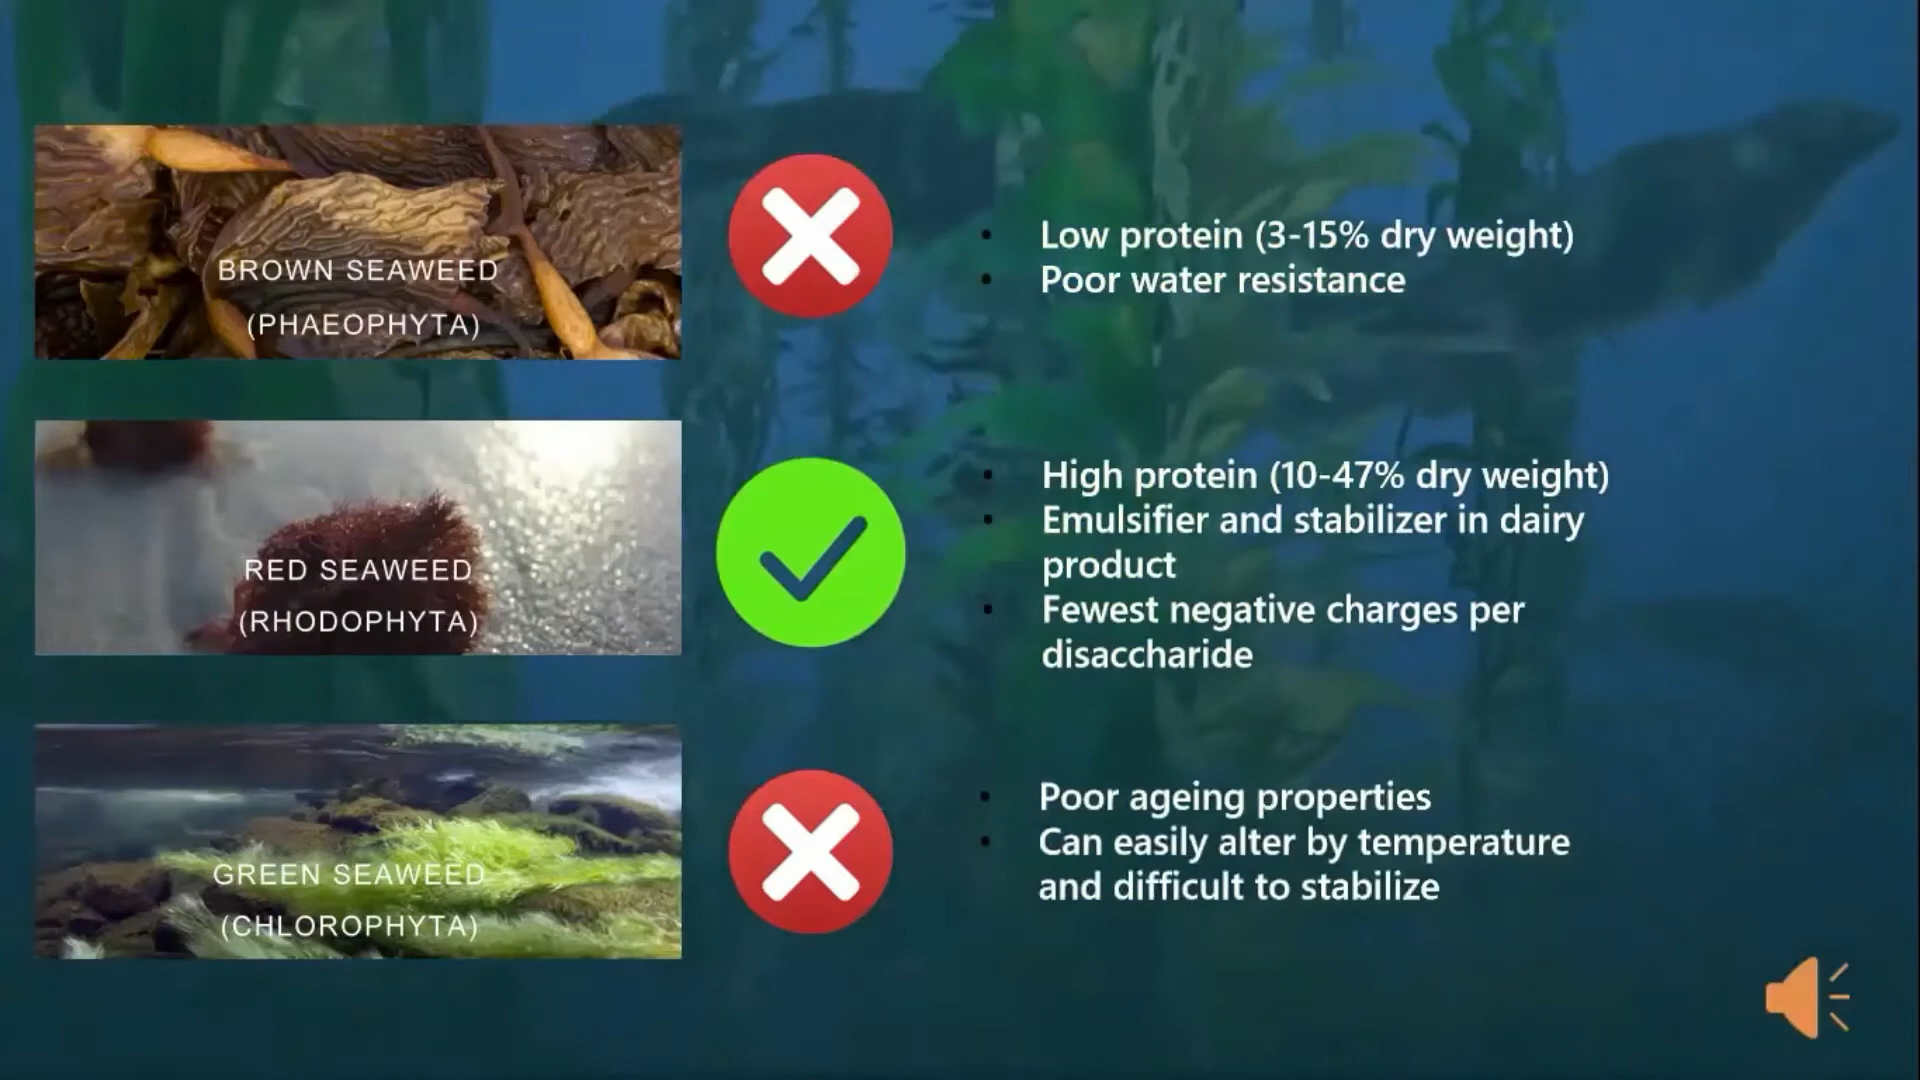 BROWN SEAWEED
(PHAEOPHYTA)
• Low protein (3-15% dry weight)
• Poor water resistance
RED SEAWEED
(RHODOPHYTA)
• High protein (10-47% dry weight)
• Emulsifier and stabilizer in dairy
product
• Fewest negative charges per
disaccharide
GREEN SEAWEED
(CHLOROPHYTA)
• Poor ageing properties
• Can easily alter by temperature
and difficult to stabilize